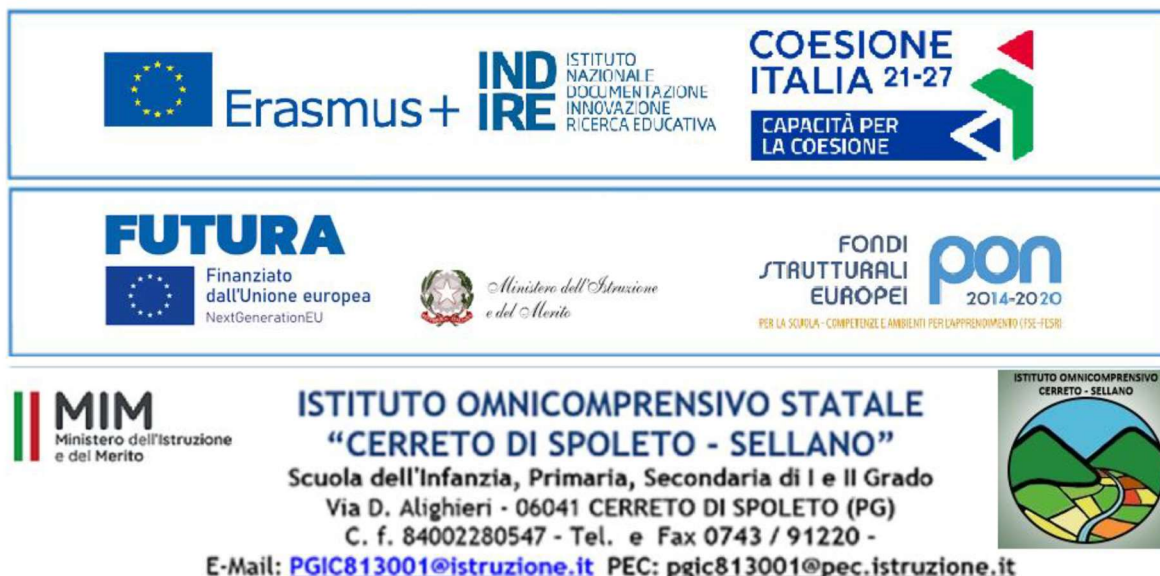 Erasmus+
IND
IRE
ISTITUTO
NAZIONALE
DOCUMENTAZIONE
INNOVAZIONE
RICERCA EDUCATIVA
COESIONE
ITALIA 21-27
CAPACITÀ PER
LA COESIONE
FUTURA
Finanziato
dall'Unione europea
NextGenerationEU
Ministero dell'Istruzione
e del Merito
FONDI
STRUTTURALI
EUROPEI
pon
2014-2020
PER LA SCUOLA - COMPETENZE E AMBIENTI PER L'APPRENDIMENTO (FSE-FESR)
MIM
Ministero dell'Istruzione
e del Merito
ISTITUTO OMNICOMPRENSIVO STATALE
“CERRETO DI SPOLETO - SELLANO”
Scuola dell'Infanzia, Primaria, Secondaria di I e II Grado
Via D. Alighieri - 06041 CERRETO DI SPOLETO (PG)
C. f. 84002280547 - Tel. e Fax 0743 / 91220 -
E-Mail: PGIC813001@istruzione.it PEC: pgic813001@pec.istruzione.it
ISTITUTO OMNICOMPRENSIVO
CERRETO - SELLANO